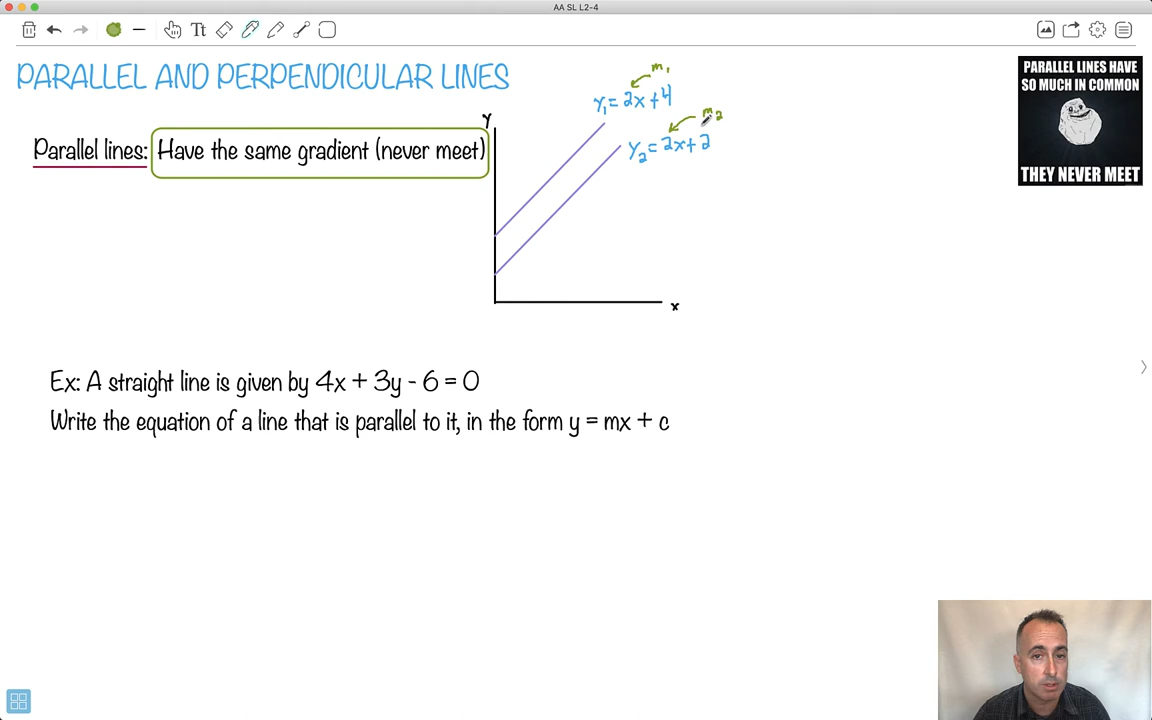 AA SL L2-4
Tt
PARALLEL AND PERPENDICULAR LINES
Parallel lines: Have the same gradient (never meet)
m₁
y₁ = 2x + 4
m₂
y₂ = 2x + 2
y
x
PARALLEL LINES HAVE
SO MUCH IN COMMON
THEY NEVER MEET
Ex: A straight line is given by 4x + 3y - 6 = 0
Write the equation of a line that is parallel to it, in the form y = mx + c